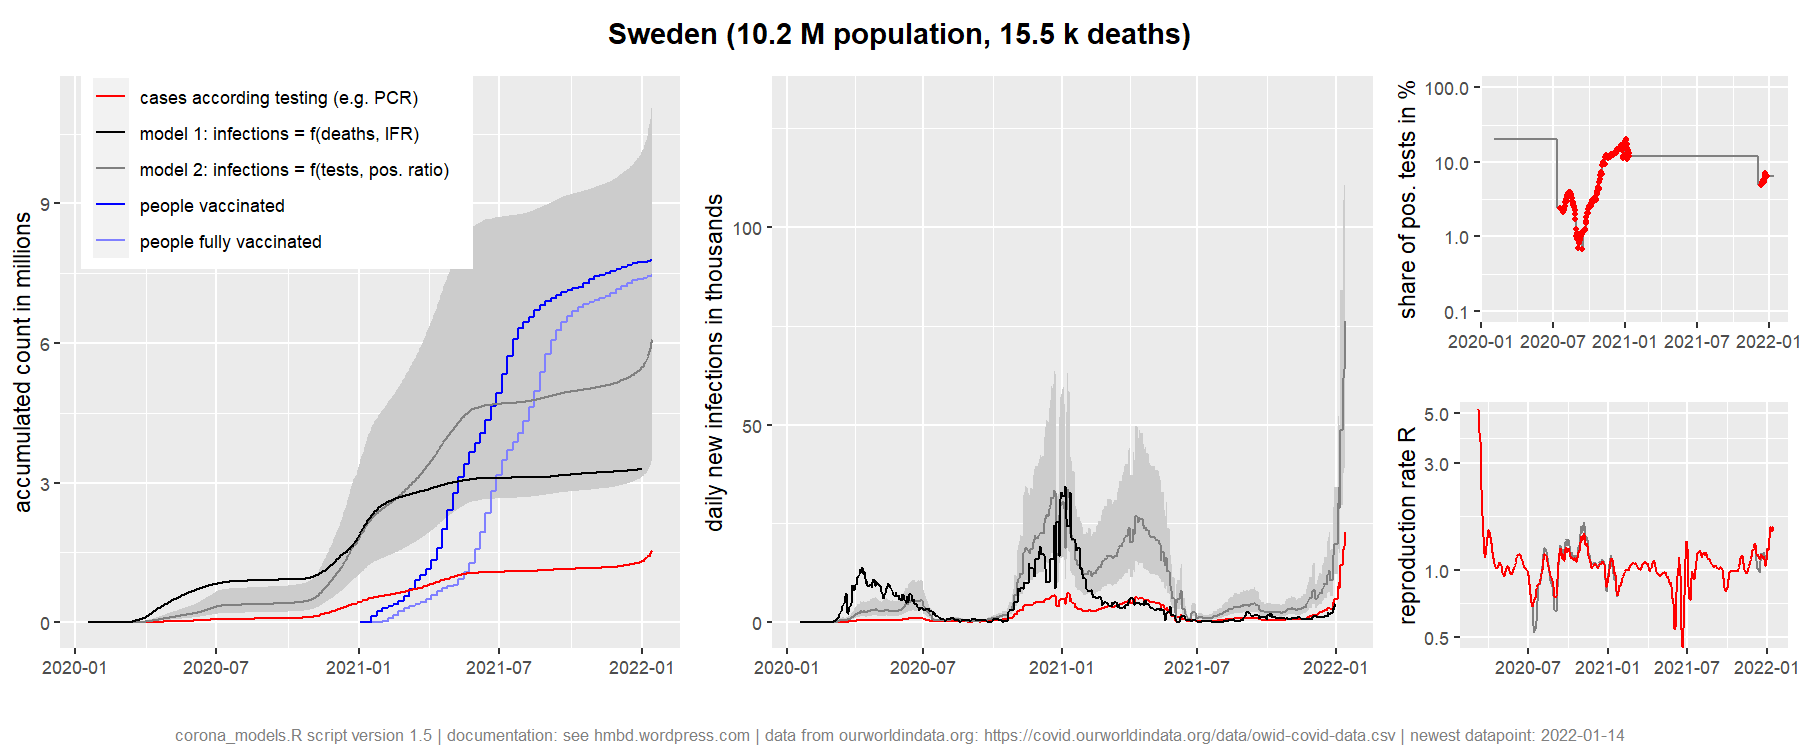 Sweden (10.2 M population, 15.5 k deaths)
accumulated count in millions
9
6
3
0
cases according testing (e.g. PCR)
model 1: infections = f(deaths, IFR)
model 2: infections = f(tests, pos. ratio)
people vaccinated
people fully vaccinated
2020-01 2020-07 2021-01 2021-07 2022-01
daily new infections in thousands
100
50
0
2020-01 2020-07 2021-01 2021-07 2022-01
share of pos. tests in %
100.0
10.0
1.0
0.1
2020-01 2020-07 2021-01 2021-07 2022-01
reproduction rate R
5.0
3.0
1.0
0.5
2020-07 2021-01 2021-07 2022-01
corona_models.R script version 1.5 | documentation: see hmbd.wordpress.com | data from ourworldindata.org: https://covid.ourworldindata.org/data/owid-covid-data.csv | newest datapoint: 2022-01-14